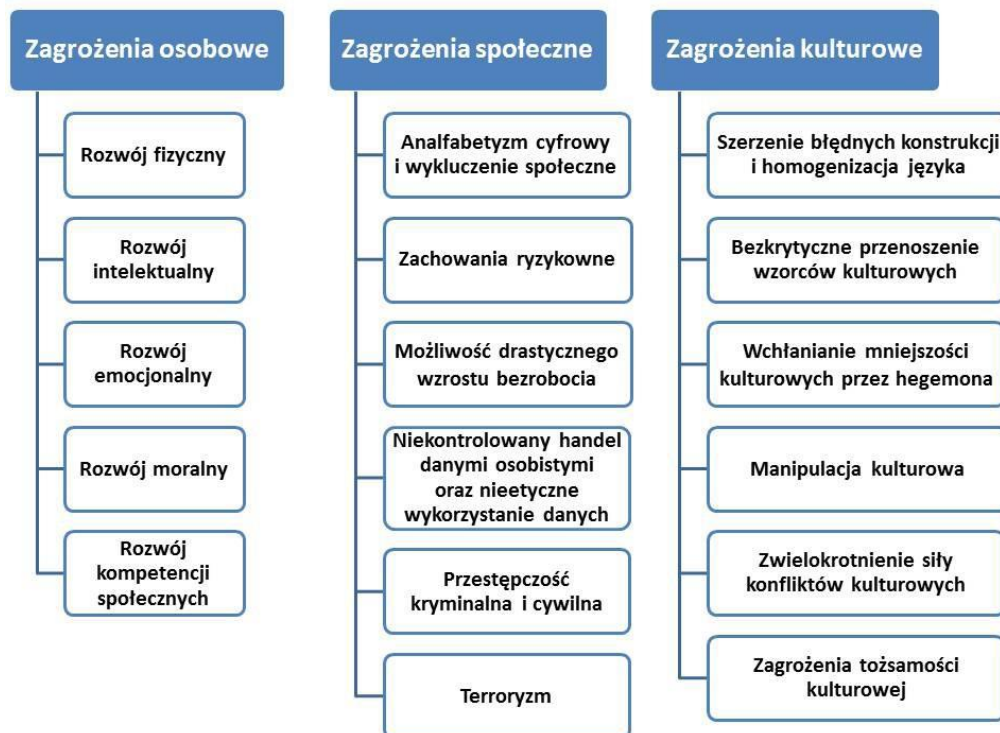 Zagrożenia osobowe
Rozwój fizyczny
Rozwój
intelektualny
Rozwój
emocjonalny
Rozwój moralny
Rozwój
kompetencji
społecznych
Zagrożenia społeczne
Analfabetyzm cyfrowy
i wykluczenie społeczne
Zachowania ryzykowne
Możliwość drastycznego
wzrostu bezrobocia
Niekontrolowany handel
danymi osobistymi
oraz nieetyczne
wykorzystanie danych
Przestępczość
kryminalna i cywilna
Terroryzm
Zagrożenia kulturowe
Szerzenie błędnych konstrukcji
i homogenizacja języka
Bezkrytyczne przenoszenie
wzorców kulturowych
Wchłanianie mniejszości
kulturowych przez hegemona
Manipulacja kulturowa
Zwielokrotnienie siły
konfliktów kulturowych
Zagrożenia tożsamości
kulturowej